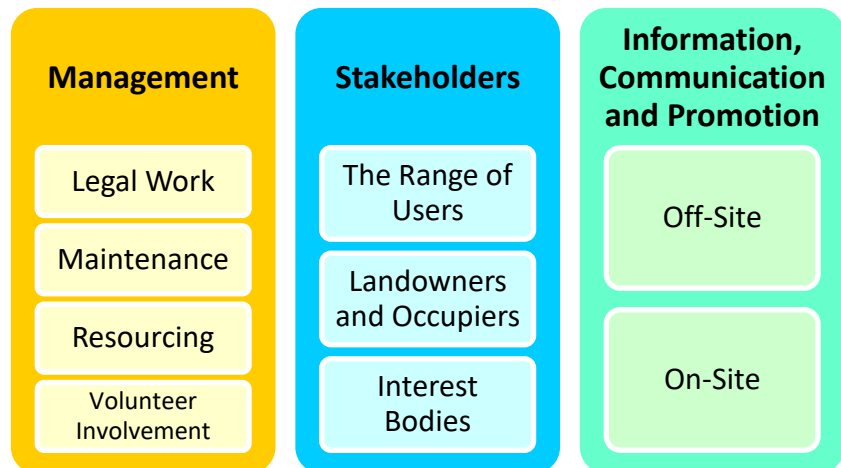 Management
Legal Work
Maintenance
Resourcing
Volunteer
Involvement
Stakeholders
The Range of
Users
Landowners
and Occupiers
Interest
Bodies
Information,
Communication
and Promotion
Off-Site
On-Site